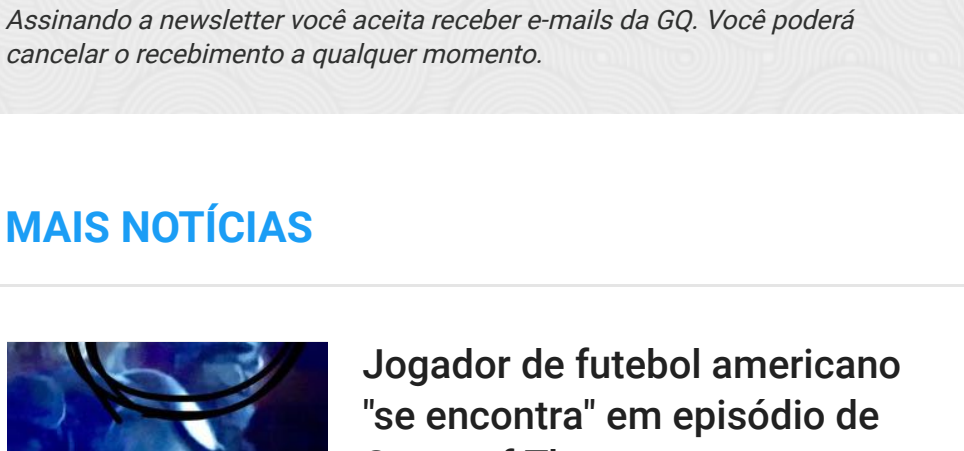 Assinando a newsletter você aceita receber e-mails da GQ. Você poderá
cancelar o recebimento a qualquer momento.
MAIS NOTÍCIAS
Jogador de futebol americano
"se encontra" em episódio de